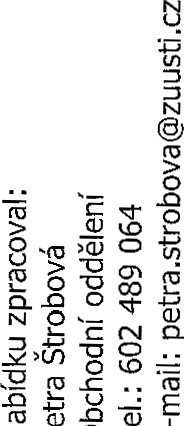 abídku zpracoval:
etra Štrobová
bchodní oddělení
el.: 602 489 064
-mail: petra.strobova@zuusti.cz